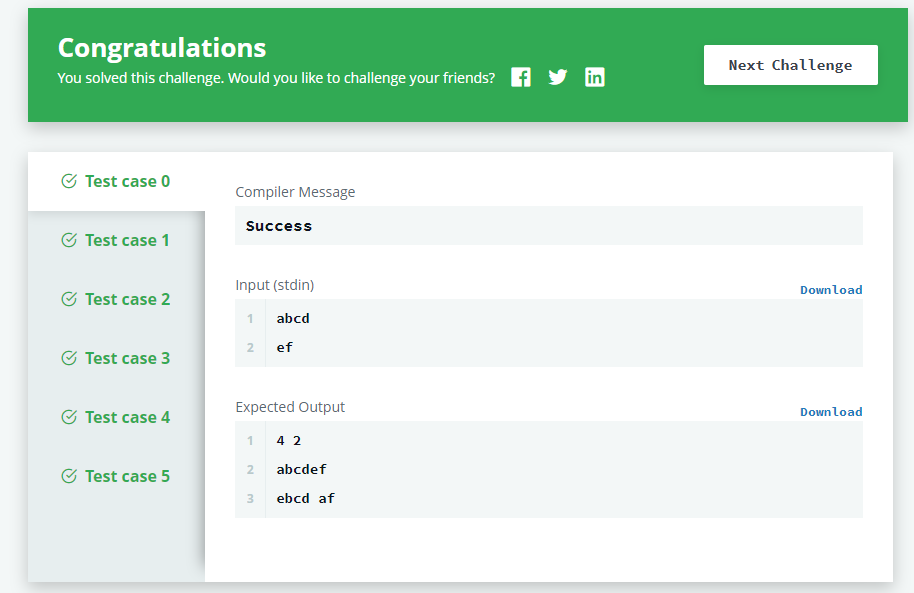 Congratulations
You solved this challenge. Would you like to challenge your friends?
Next Challenge
Test case 0
Test case 1
Test case 2
Test case 3
Test case 4
Test case 5
Compiler Message
Success
Input (stdin)
Download
1 abcd
2 ef
Expected Output
Download
1 4 2
2 abcdef
3 ebcd af